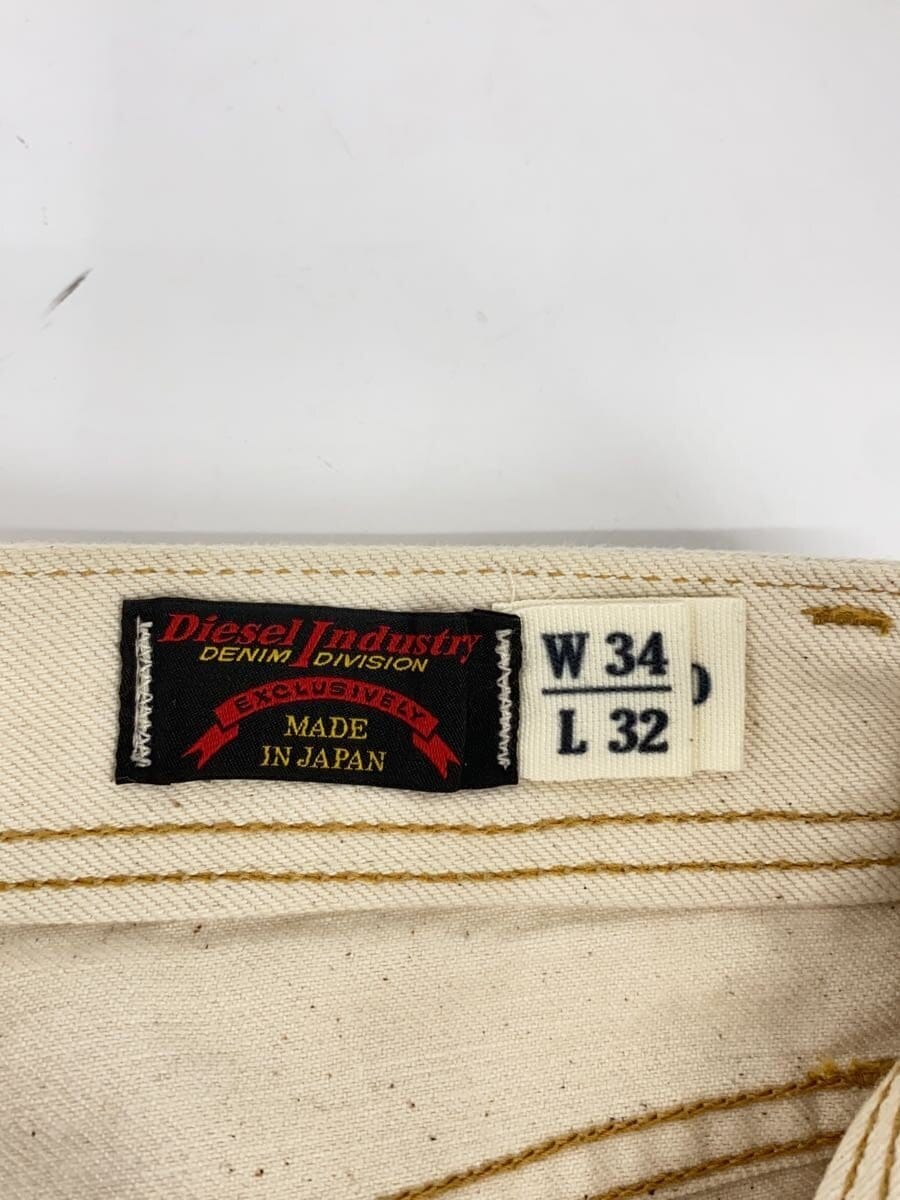 Diesel Industry
DENIM DIVISION
EXCLUSIVELY
MADE
IN JAPAN
W 34
L 32